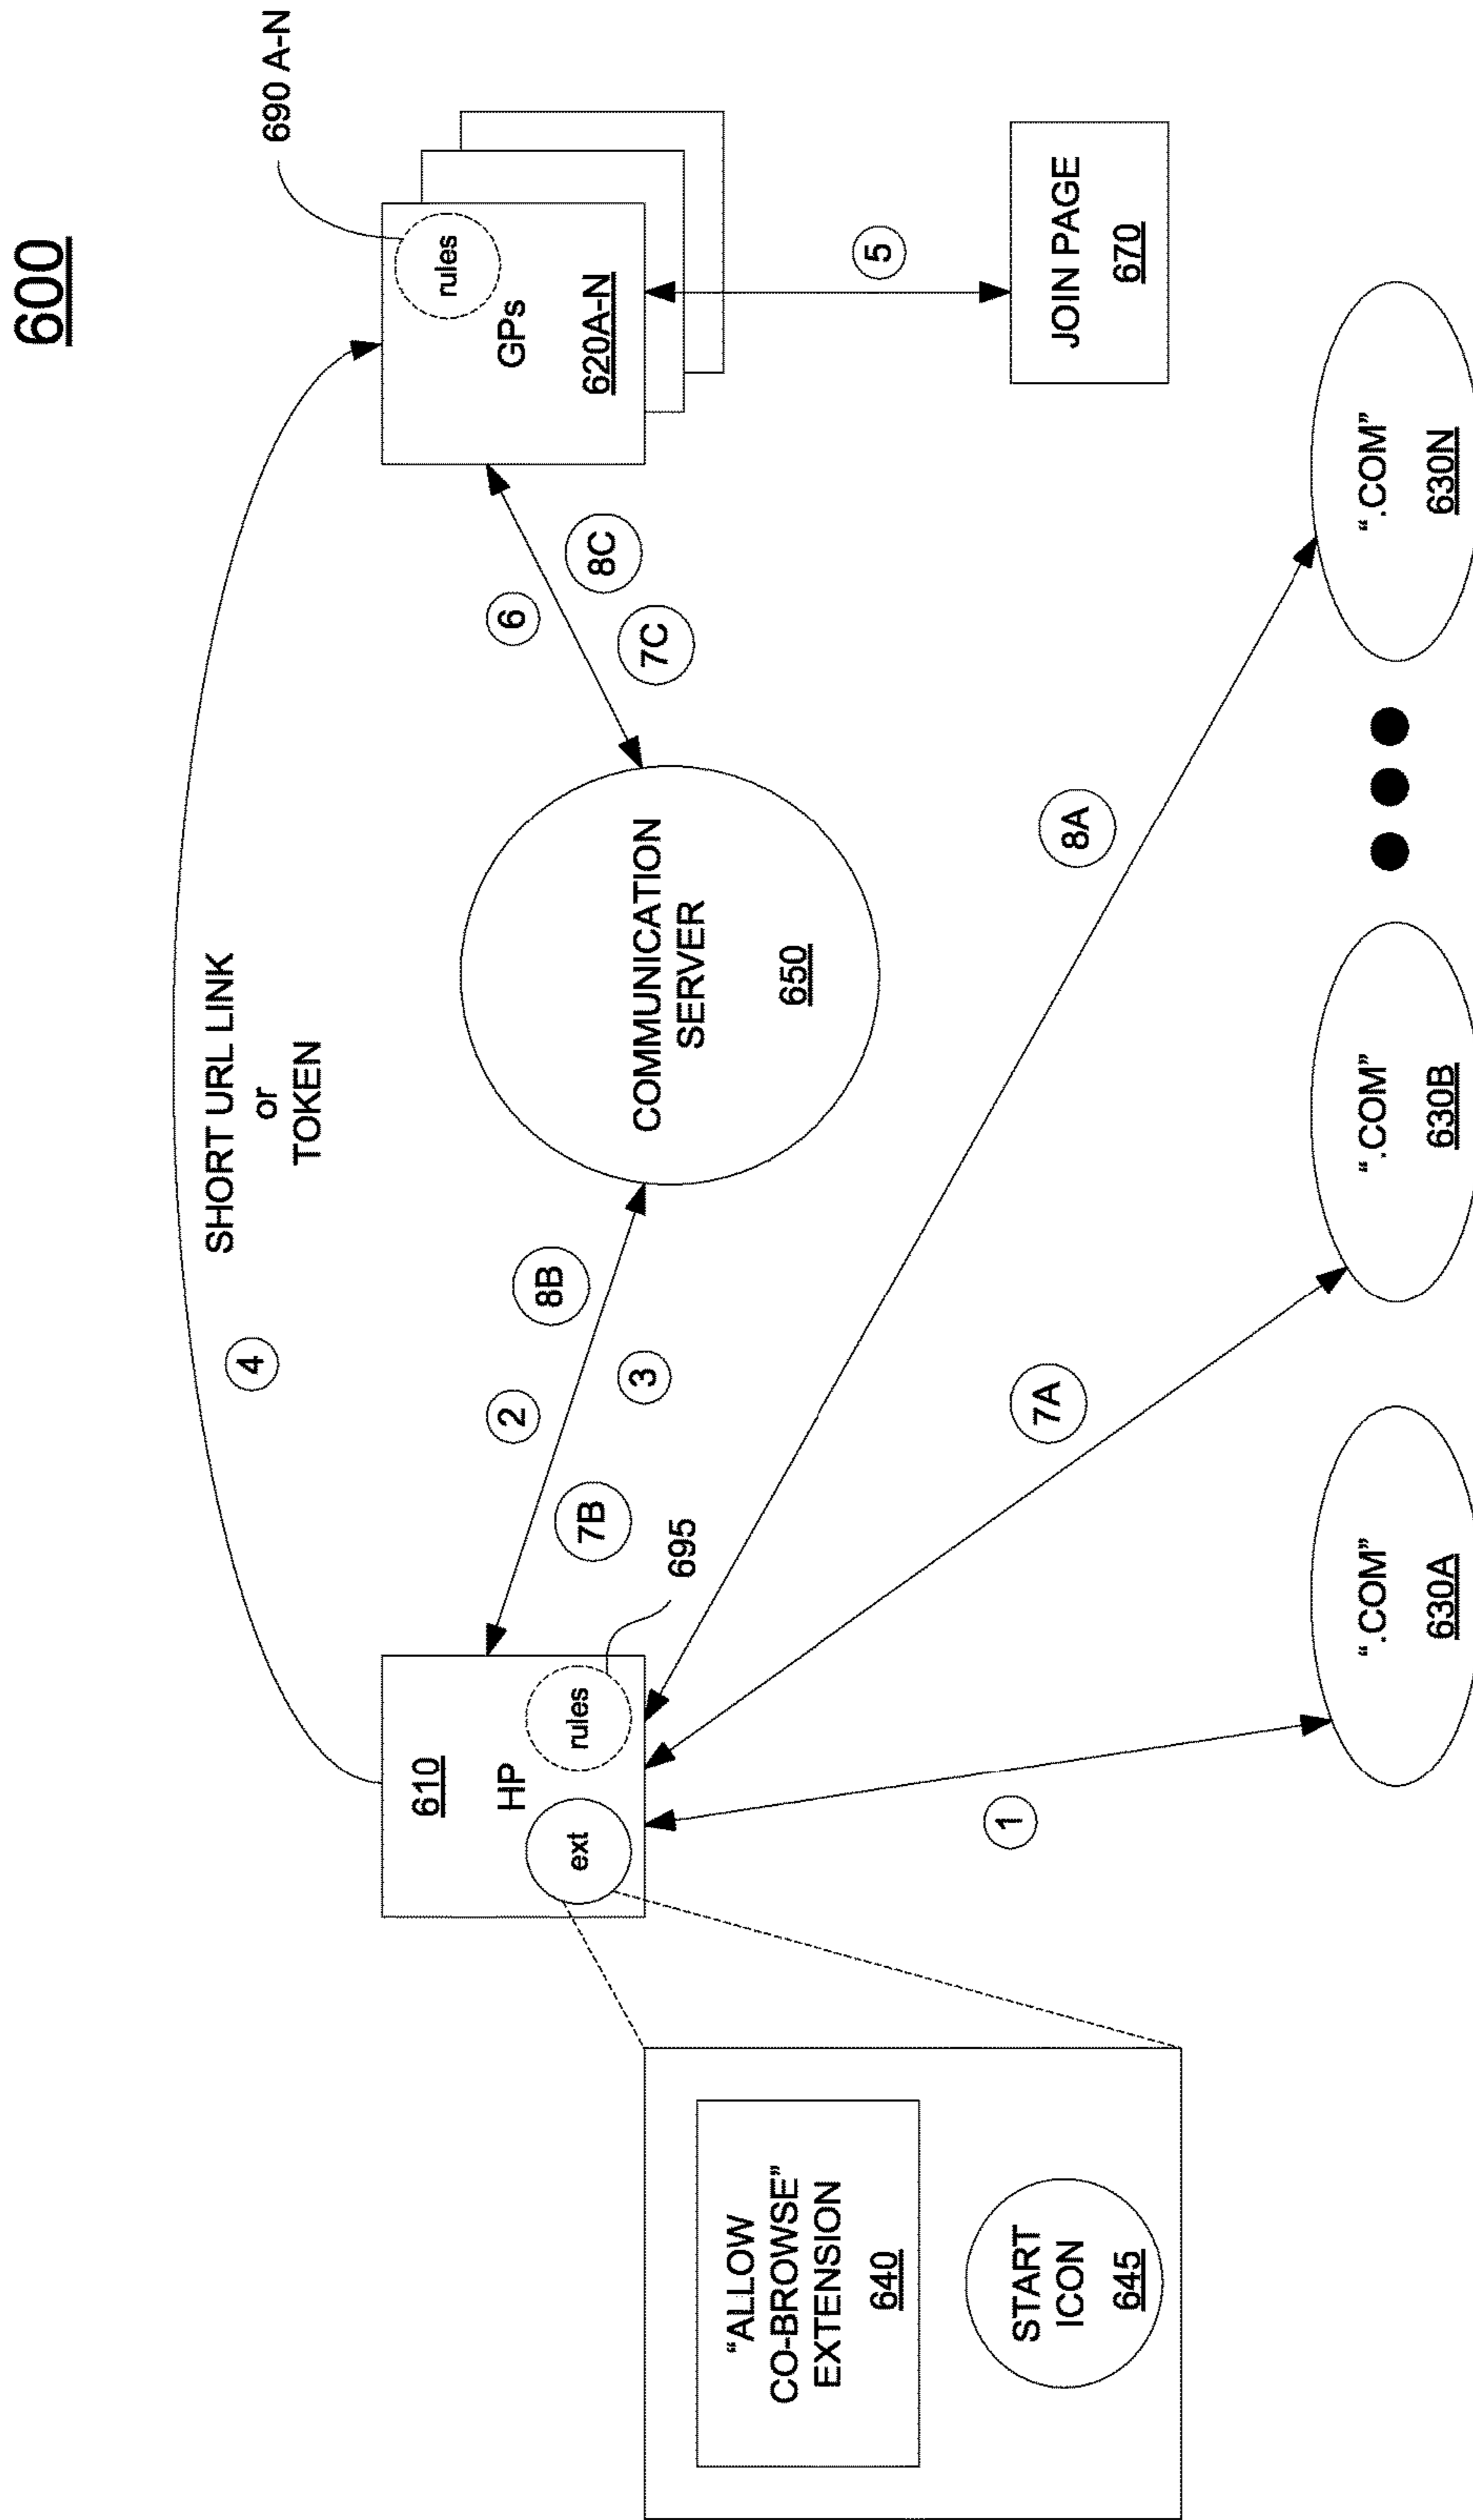 600
690 A-N
SHORT URL LINK
or
TOKEN
4
610
HP
ext
rules
695
rules
GPs
620A-N
2
8B
7B
3
6
8C
7C
COMMUNICATION
SERVER
650
5
JOIN PAGE
670
"ALLOW
CO-BROWSE"
EXTENSION
640
START
ICON
645
1
7A
8A
“.COM”
630A
“.COM”
630B
“.COM”
630N